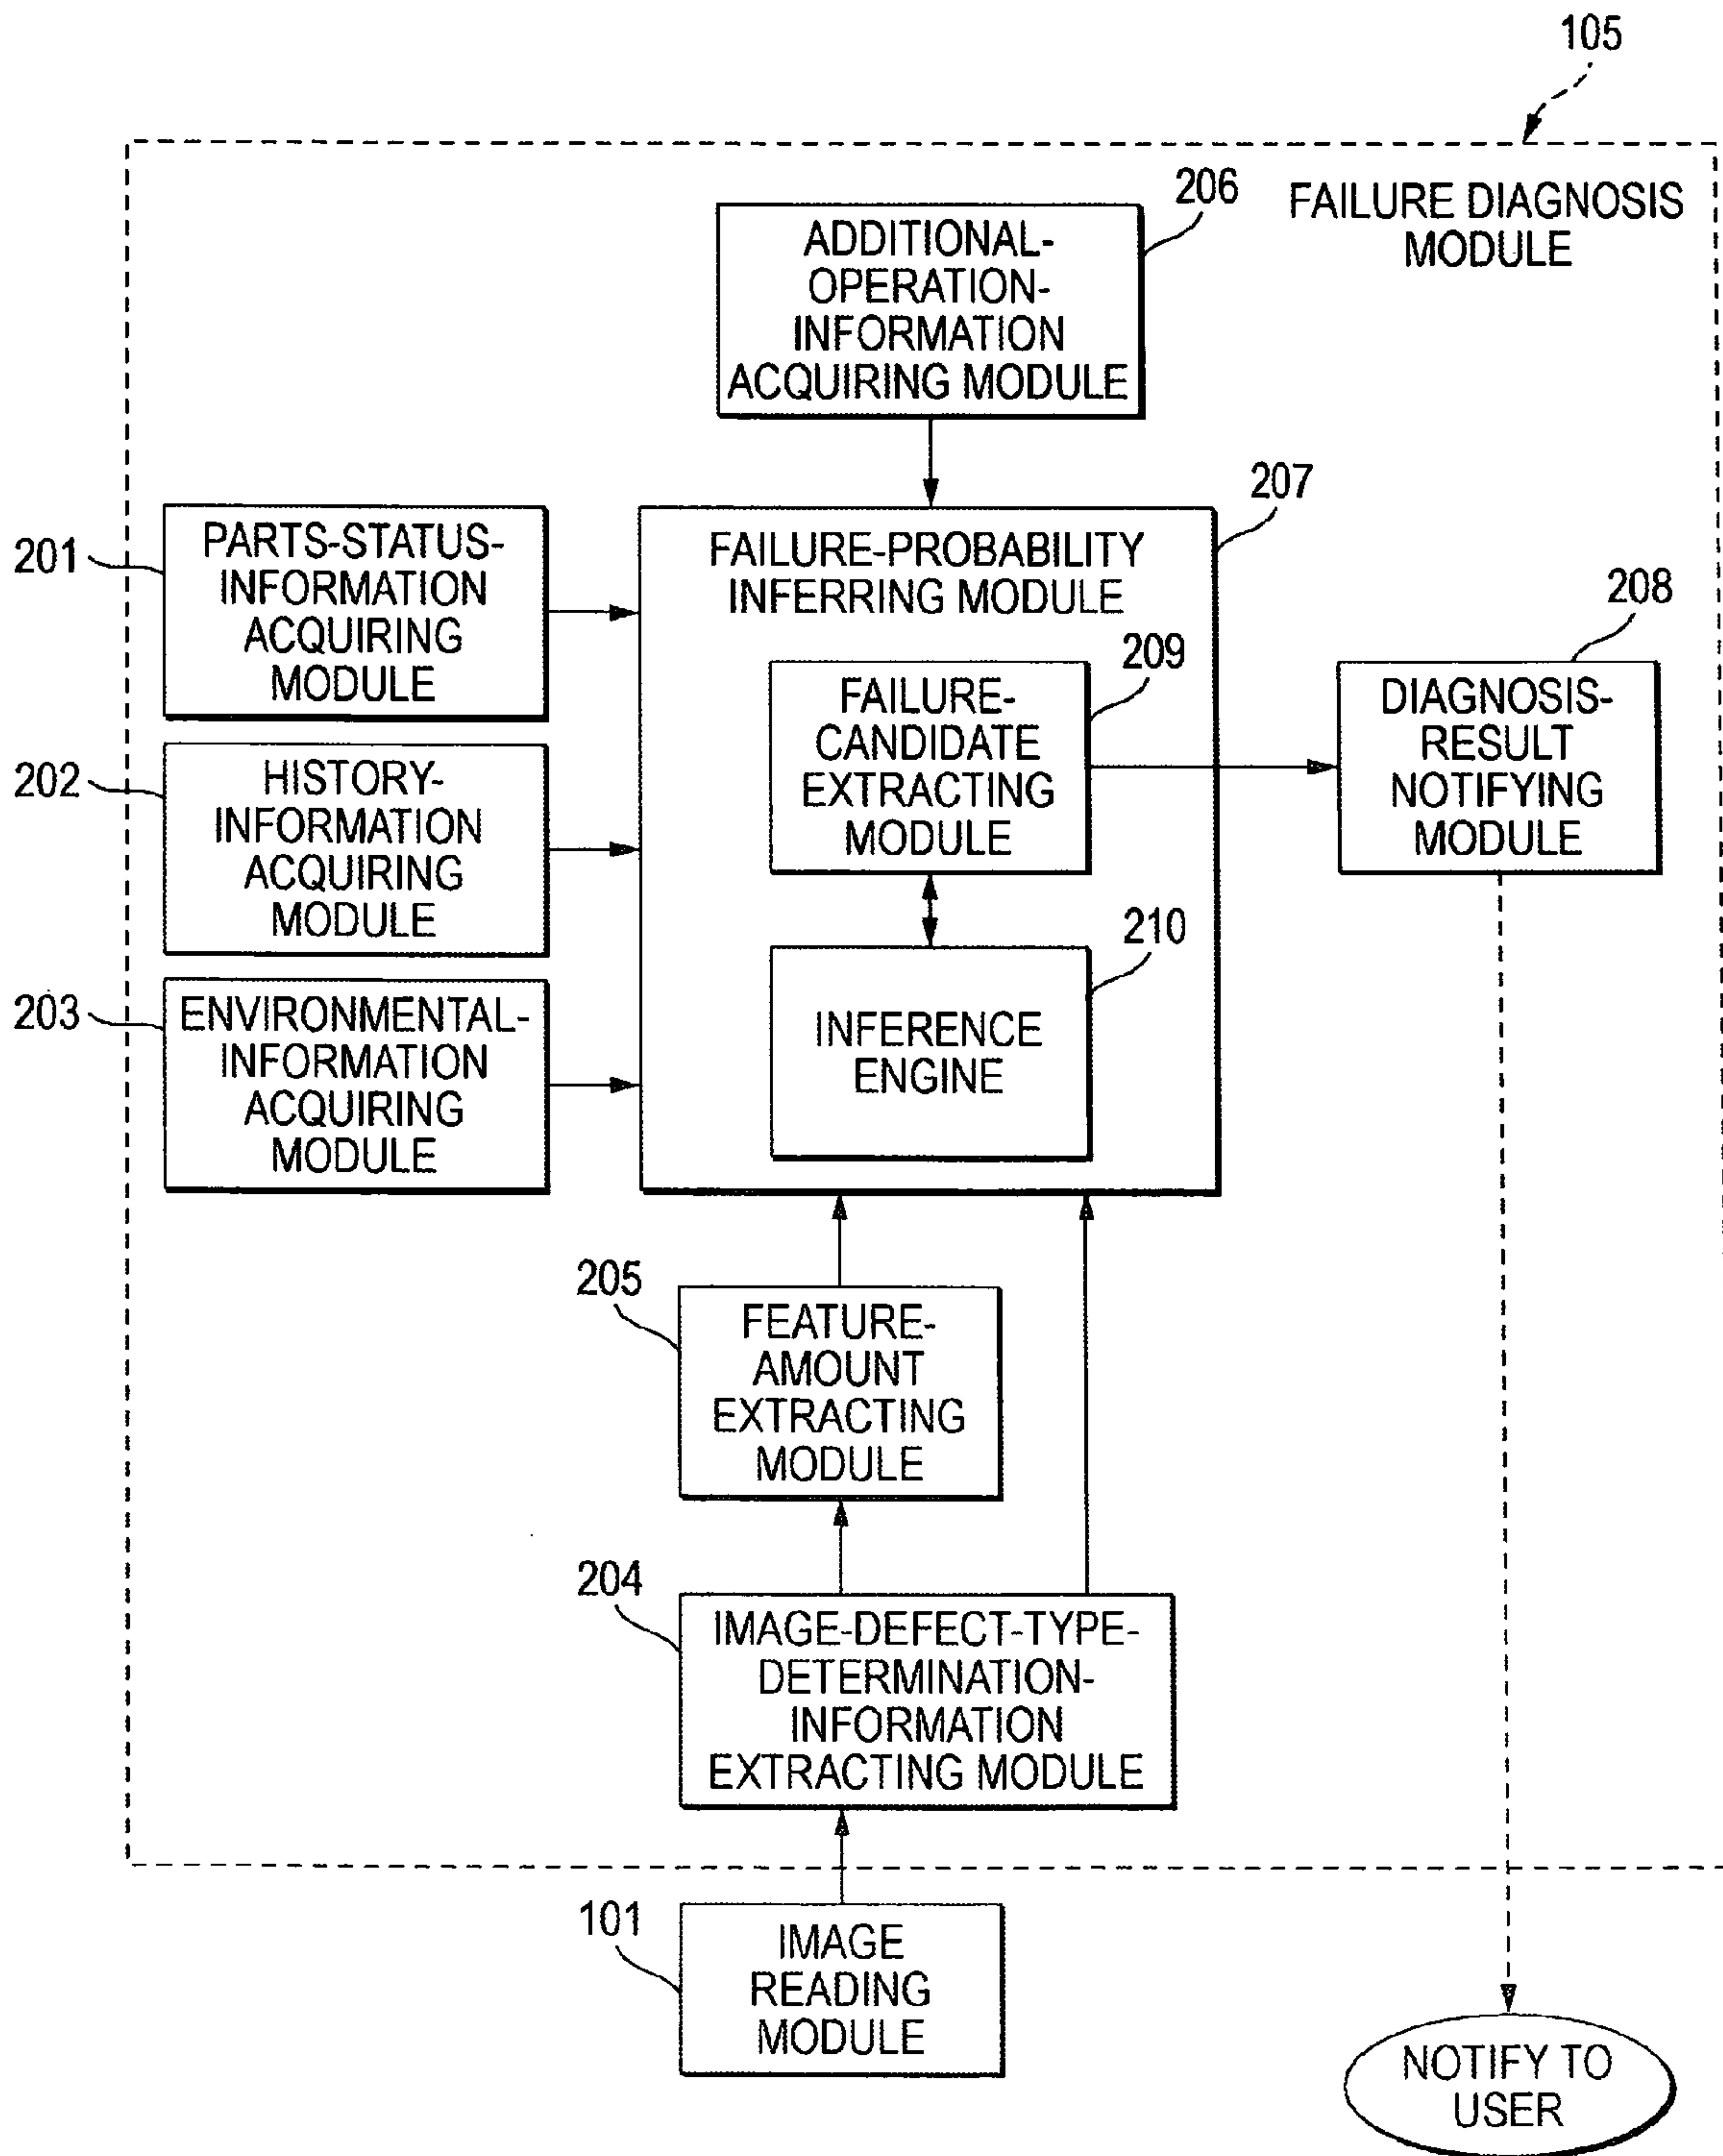 105
FAILURE DIAGNOSIS
MODULE
206
ADDITIONAL-
OPERATION-
INFORMATION
ACQUIRING MODULE
201
PARTS-STATUS-
INFORMATION
ACQUIRING
MODULE
207
FAILURE-PROBABILITY
INFERRING MODULE
208
DIAGNOSIS-
RESULT
NOTIFYING
MODULE
209
FAILURE-
CANDIDATE
EXTRACTING
MODULE
202
HISTORY-
INFORMATION
ACQUIRING
MODULE
210
INFERENCE
ENGINE
203
ENVIRONMENTAL-
INFORMATION
ACQUIRING
MODULE
205
FEATURE-
AMOUNT
EXTRACTING
MODULE
204
IMAGE-DEFECT-TYPE-
DETERMINATION-
INFORMATION
EXTRACTING MODULE
101
IMAGE
READING
MODULE
NOTIFY TO
USER